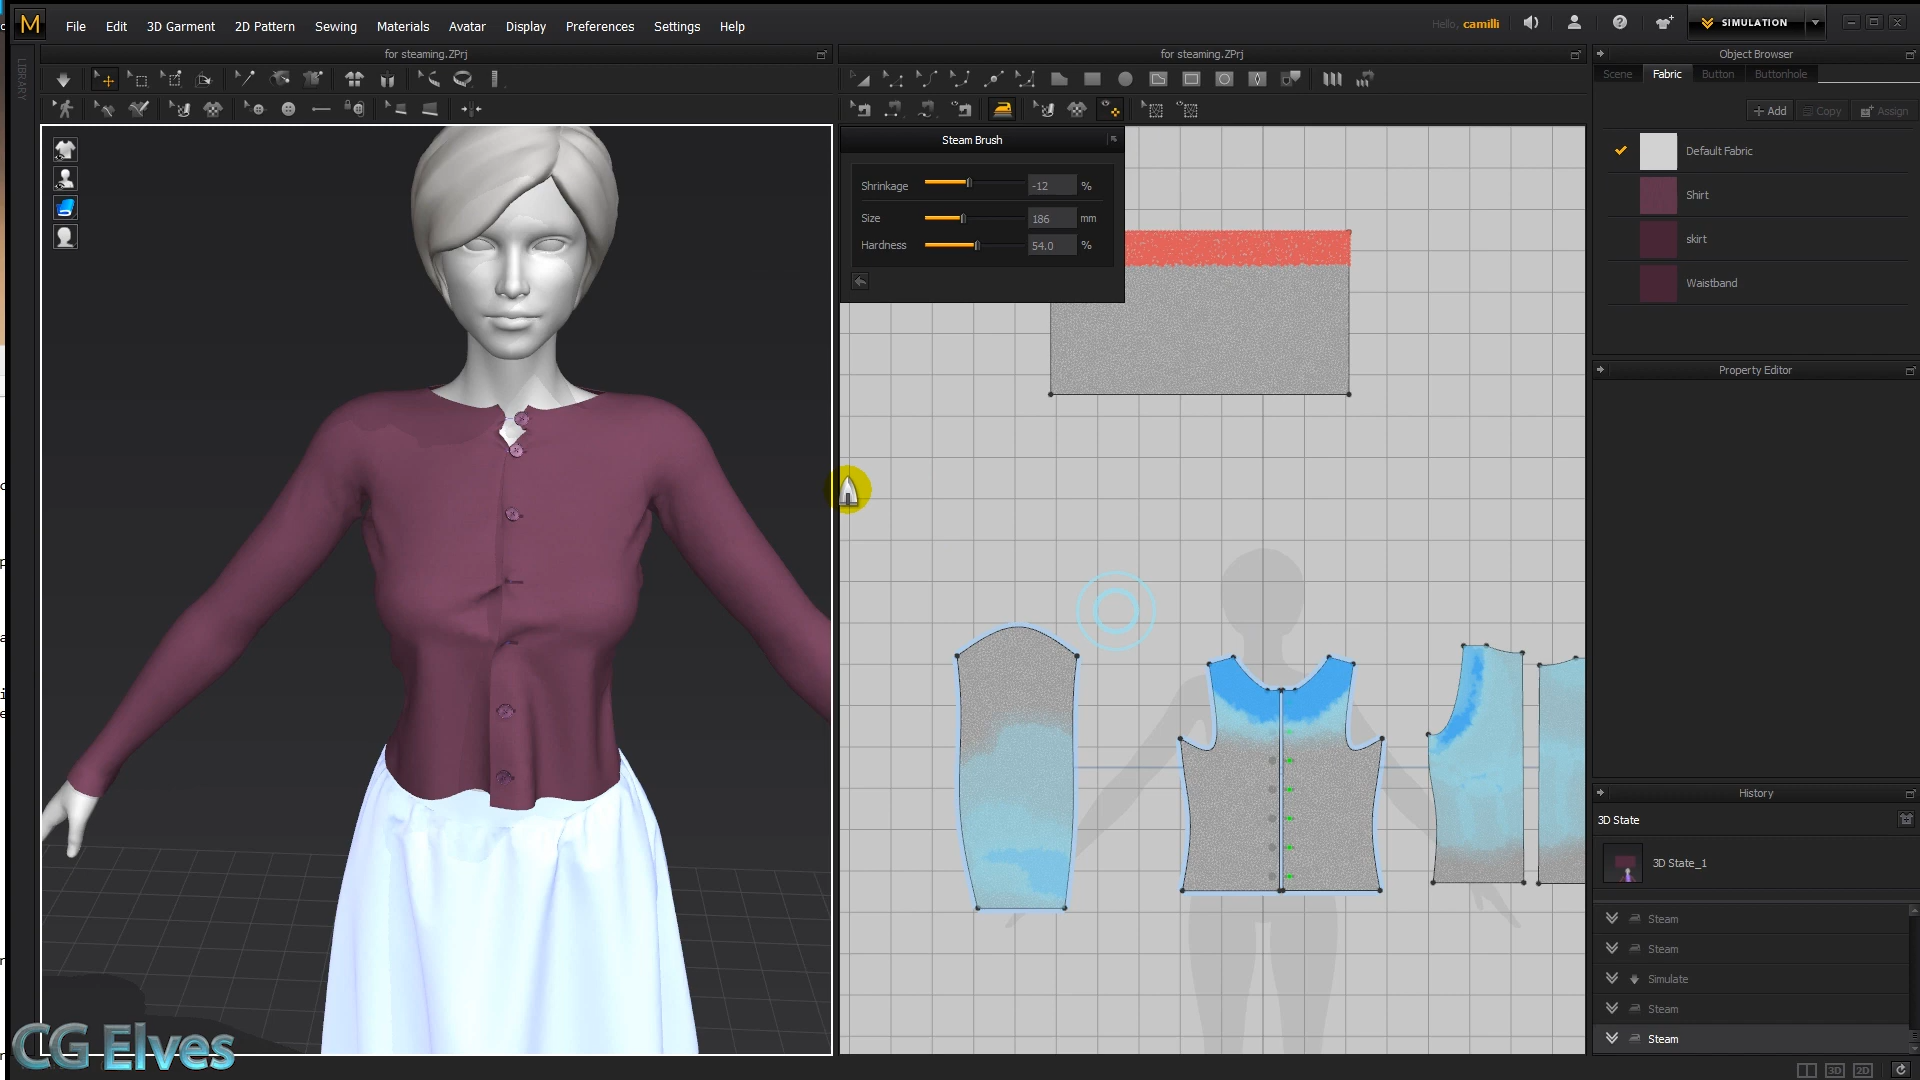 M File Edit 3D Garment 2D Pattern Sewing Materials Avatar Display Preferences Settings Help
Hello, camilli
SIMULATION
for steaming.ZPrj
for steaming.ZPrj
Object Browser
LIBRARY
Scene Fabric Button Buttonhole
+ Add Copy Assign
Steam Brush
Default Fabric
Shrinkage -12 %
Shirt
Size 186 mm
Hardness 54.0 %
skirt
Waistband
Property Editor
History
3D State
3D State_1
Steam
Steam
Simulate
Steam
Steam
CG Elves
3D 2D